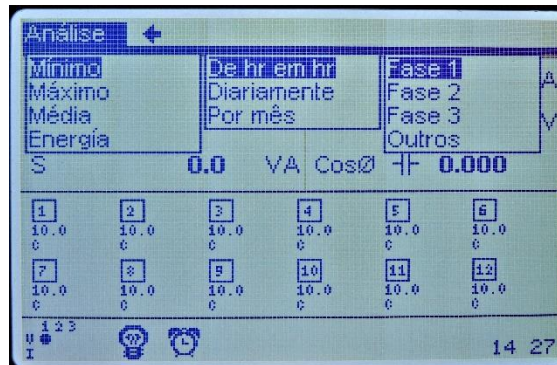 Análise
Mínimo De hr em hr Fase 1
Máximo Diariamente Fase 2 A
Média Por mês Fase 3 V
Energía Outros
S 0.0 VA CosØ 0.000
1 2 3 4 5 6
10.0 10.0 10.0 10.0 10.0 10.0
C C C C C C
7 8 9 10 11 12
10.0 10.0 10.0 10.0 10.0 10.0
C C C C C C
1 2 3
V
I 14 27